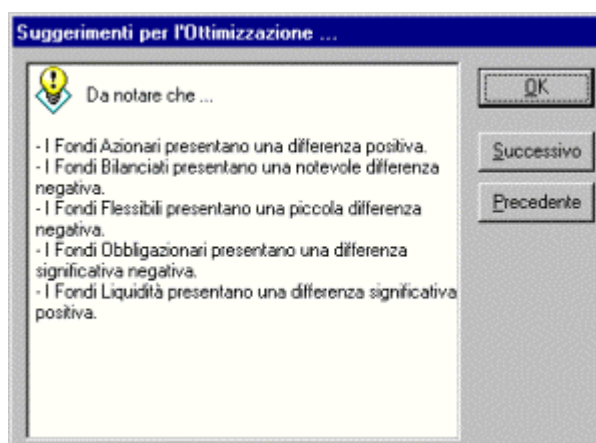 Suggerimenti per l'Ottimizzazione ...
Da notare che ...
- I Fondi Azionari presentano una differenza positiva.
- I Fondi Bilanciati presentano una notevole differenza
negativa.
- I Fondi Flessibili presentano una piccola differenza
negativa.
- I Fondi Obbligazionari presentano una differenza
significativa negativa.
- I Fondi Liquidità presentano una differenza significativa
positiva.
OK
Successivo
Precedente